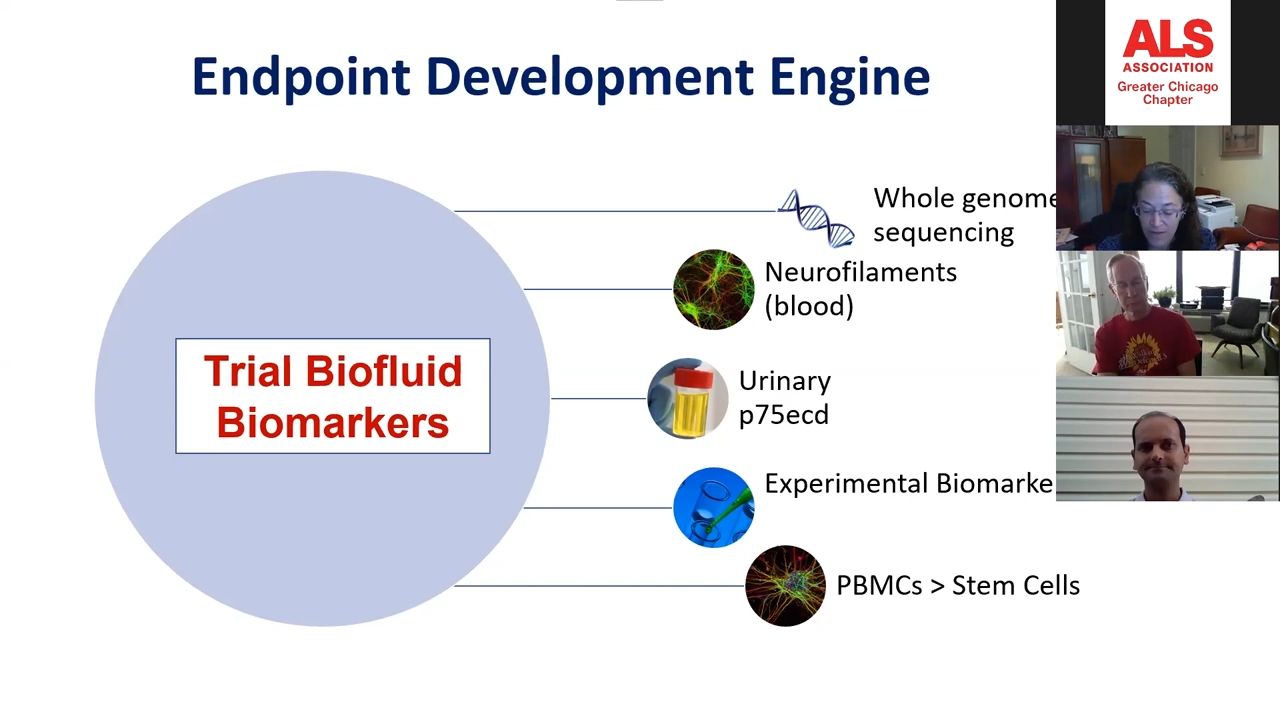 Endpoint Development Engine
ALS
ASSOCIATION
Greater Chicago
Chapter
Whole genome
sequencing
Neurofilaments
(blood)
Trial Biofluid
Biomarkers
Urinary
p75ecd
Experimental Biomarke
PBMCs > Stem Cells